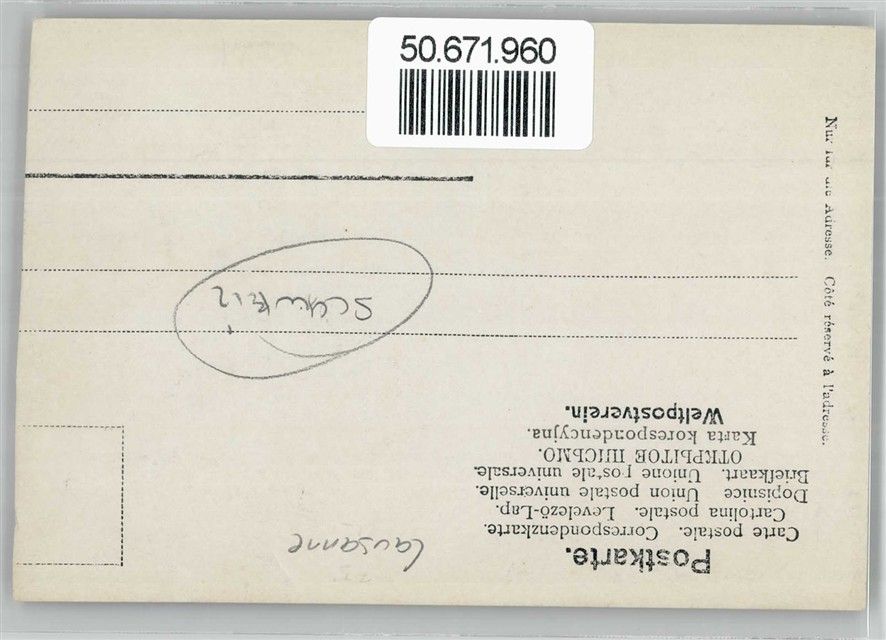 50.671.960
Postkarte.
Carte postale. Correspondenzkarte.
Cartolina postale. Levelező-Lap.
Dopisnice Union postale universelle.
Briefkaart. Unione postale universale.
ОТКРЫТОЕ ПИСЬМО.
Karta korespondencyjna.
Weltpostverein.
Lausanne
Schweiz
Nur für die Adresse. Côté réservé à l'adresse.